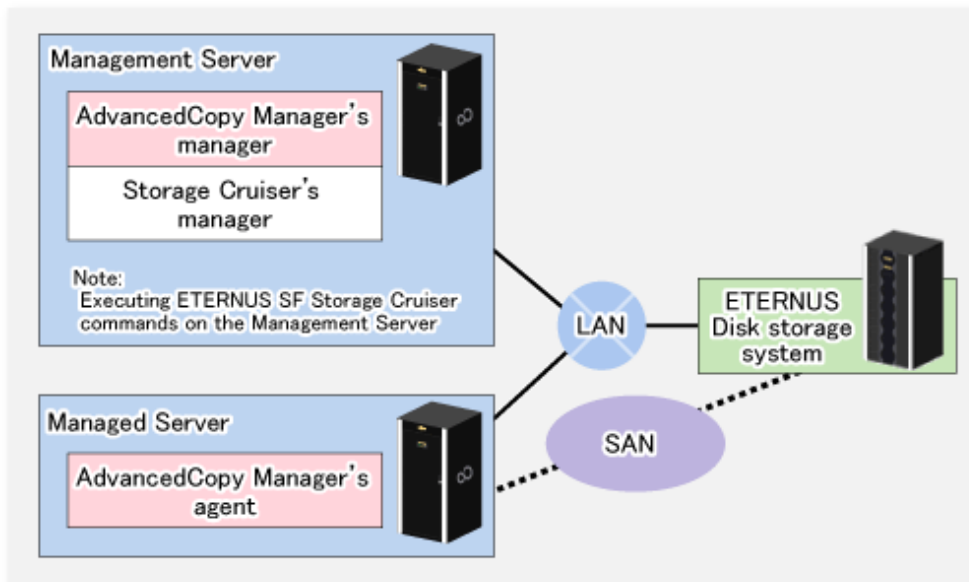 Management Server
AdvancedCopy Manager's
manager
Storage Cruiser's
manager
Note:
Executing ETERNUS SF Storage Cruiser
commands on the Management Server
LAN
ETERNUS
Disk storage
system
Managed Server
AdvancedCopy Manager's
agent
SAN